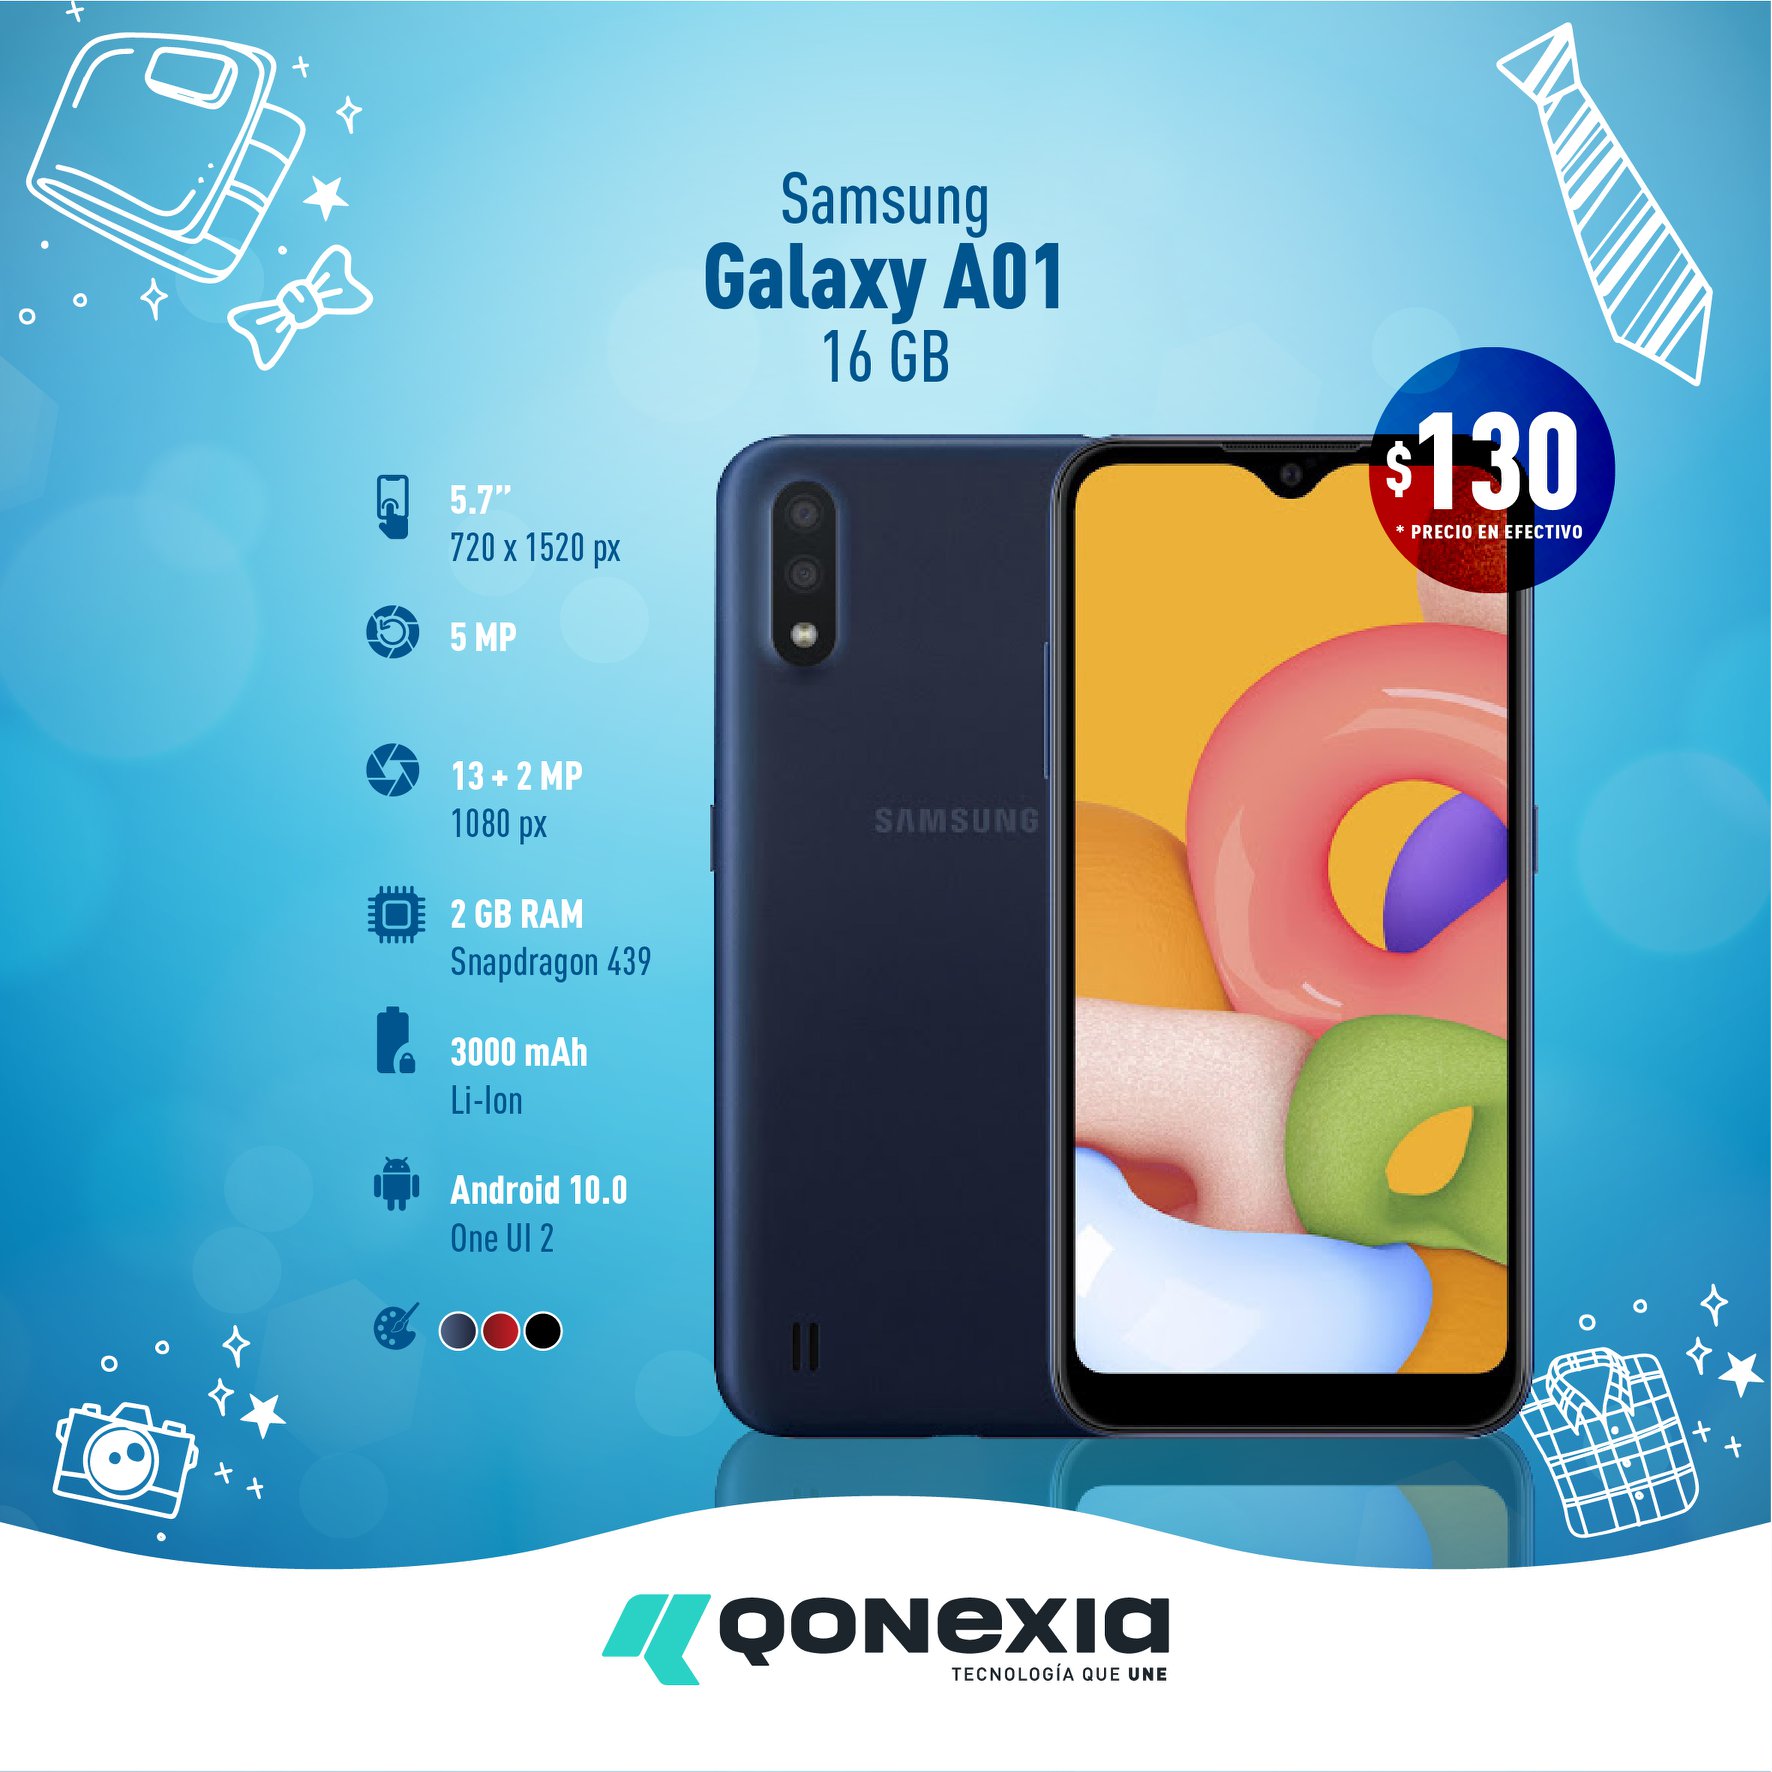 Samsung
Galaxy A01
16 GB
$130
* PRECIO EN EFECTIVO
5.7”
720 x 1520 px
5 MP
13 + 2 MP
1080 px
2 GB RAM
Snapdragon 439
3000 mAh
Li-Ion
Android 10.0
One UI 2
SAMSUNG
QONEXIA
TECNOLOGÍA QUE UNE